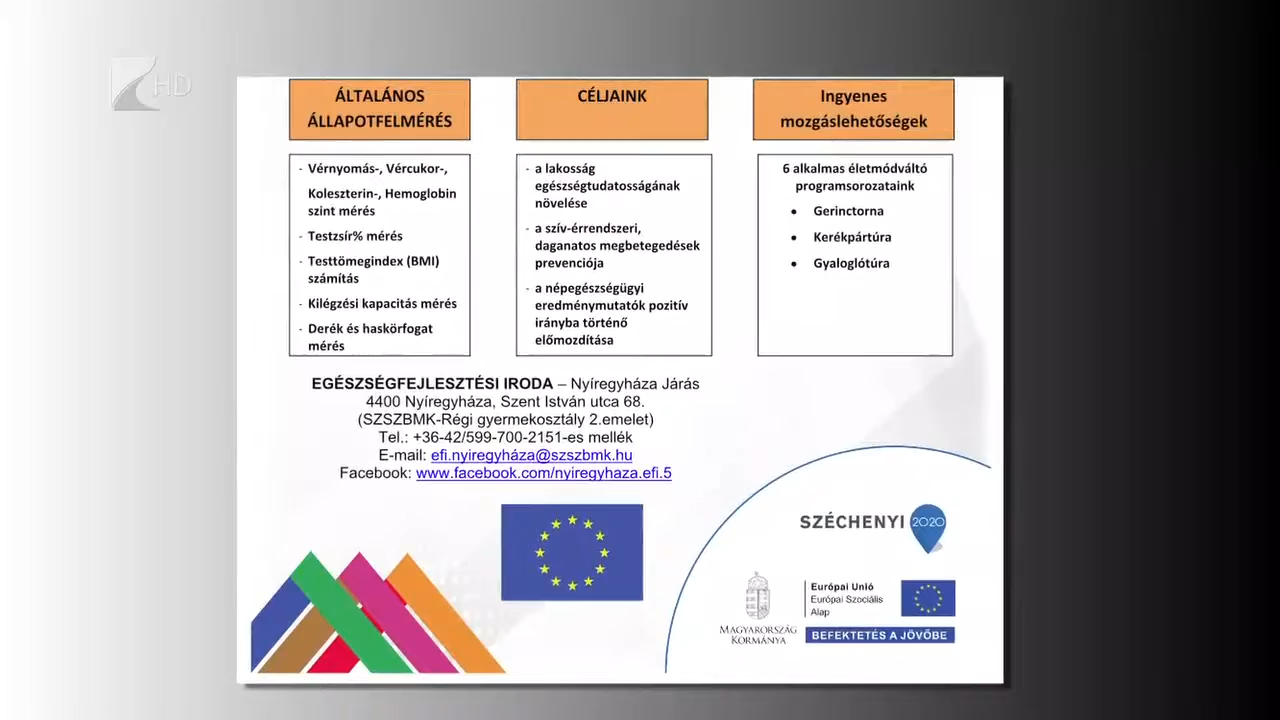 HD
ÁLTALÁNOS
ÁLLAPOTFELMÉRÉS
- Vérnyomás-, Vércukor-,
Koleszterin-, Hemoglobin
szint mérés
- Testzsír% mérés
- Testtömegindex (BMI)
számítás
- Kilégzési kapacitás mérés
- Derék és haskörfogat
mérés
CÉLJAINK
- a lakosság
egészségtudatosságának
növelése
- a szív-érrendszeri,
daganatos megbetegedések
prevenciója
- a népegészségügyi
eredménymutatók pozitív
irányba történő
előmozdítása
Ingyenes
mozgáslehetőségek
6 alkalmas életmódváltó
programsorozataink
• Gerinctorna
• Kerékpártúra
• Gyaloglótúra
EGÉSZSÉGFEJLESZTÉSI IRODA – Nyíregyháza Járás
4400 Nyíregyháza, Szent István utca 68.
(SZSZBMK-Régi gyermekosztály 2.emelet)
Tel.: +36-42/599-700-2151-es mellék
E-mail: efi.nyiregyháza@szszbmk.hu
Facebook: www.facebook.com/nyiregyhaza.efi.5
SZÉCHENYI 2020
MAGYARORSZÁG
KORMÁNYA
Európai Unió
Európai Szociális
Alap
BEFEKTETÉS A JÖVŐBE